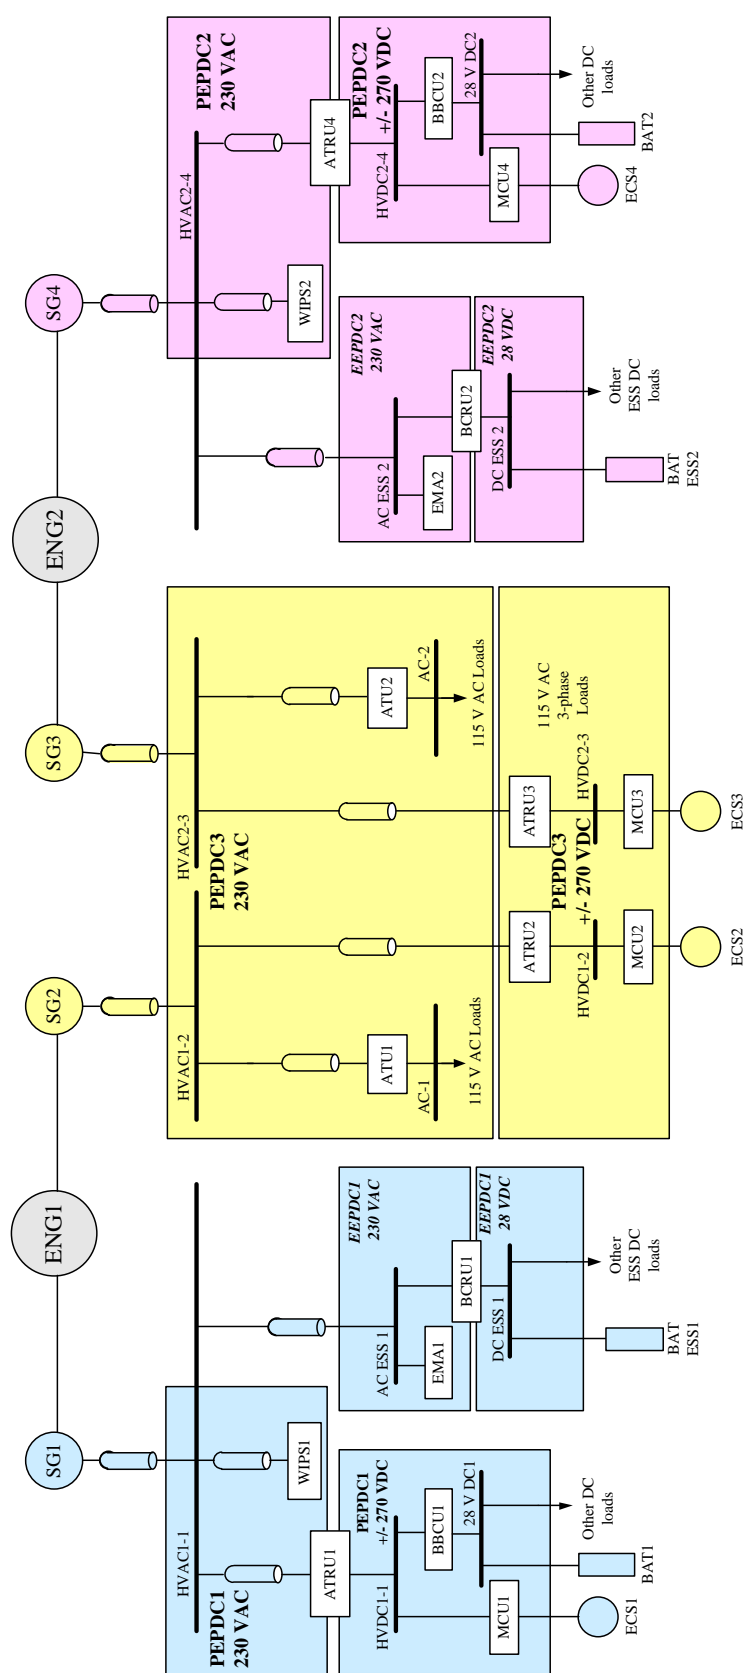 SG1
ENG1
SG2
SG3
ENG2
SG4
HVAC1-1
HVAC1-2
HVAC2-3
HVAC2-4
PEPDC1
230 VAC
PEPDC3
230 VAC
PEPDC2
230 VAC
WIPS1
WIPS2
ATRU1
ATRU4
PEPDC1
+/- 270 VDC
EEPDC1
230 VAC
EEPDC2
230 VAC
PEPDC2
+/- 270 VDC
HVDC1-1
AC ESS 1
ATU1
ATU2
AC ESS 2
HVDC2-4
BBCU1
EMA1
AC-1
AC-2
EMA2
BBCU2
BCRU1
BCRU2
28 V DC1
115 V AC Loads
115 V AC Loads
28 V DC2
EEPDC1
28 VDC
EEPDC2
28 VDC
MCU1
DC ESS 1
DC ESS 2
MCU4
ATRU2
ATRU3
115 V AC
3-phase
Loads
PEPDC3
+/- 270 VDC
HVDC1-2
HVDC2-3
Other DC
loads
Other
ESS DC
loads
Other
ESS DC
loads
Other DC
loads
ECS1
BAT1
BAT
ESS1
MCU2
MCU3
BAT
ESS2
ECS4
BAT2
ECS2
ECS3